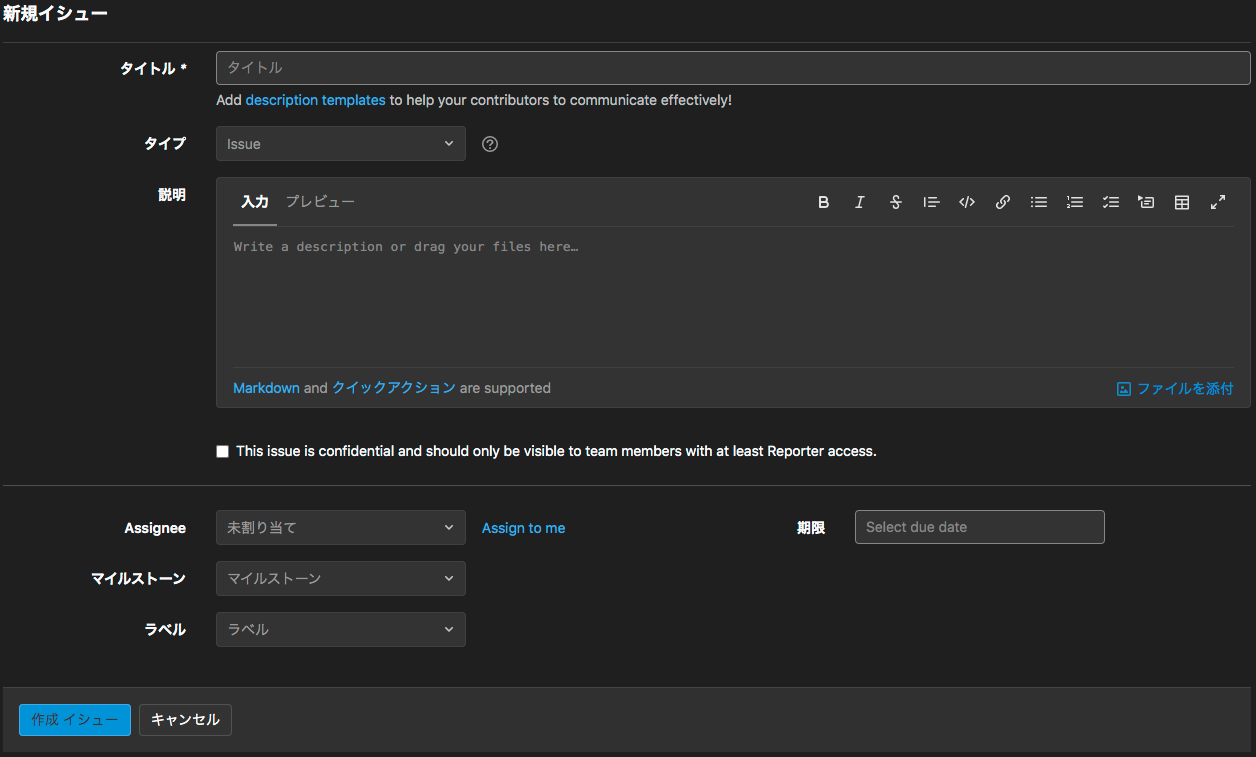 新規イシュー
タイトル *
タイトル
Add description templates to help your contributors to communicate effectively!
タイプ
Issue
説明
入力 プレビュー
Write a description or drag your files here…
Markdown and クイックアクション are supported
ファイルを添付
This issue is confidential and should only be visible to team members with at least Reporter access.
Assignee
未割り当て
Assign to me
期限
Select due date
マイルストーン
マイルストーン
ラベル
ラベル
作成 イシュー
キャンセル